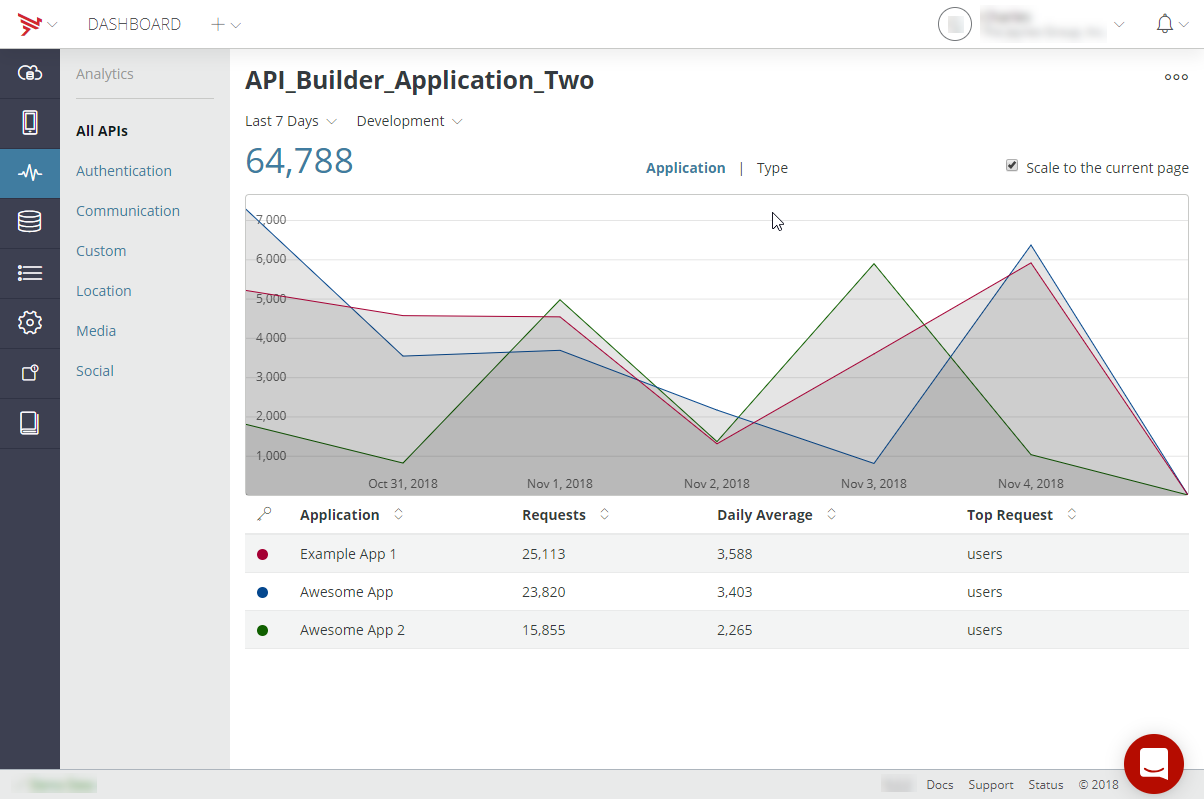 DASHBOARD
Analytics
All APIs
Authentication
Communication
Custom
Location
Media
Social
API_Builder_Application_Two
Last 7 Days Development
64,788
Application | Type
Scale to the current page
7,000
6,000
5,000
4,000
3,000
2,000
1,000
Oct 31, 2018 Nov 1, 2018 Nov 2, 2018 Nov 3, 2018 Nov 4, 2018
Application Requests Daily Average Top Request
Example App 1 25,113 3,588 users
Awesome App 23,820 3,403 users
Awesome App 2 15,855 2,265 users
Docs Support Status © 2018